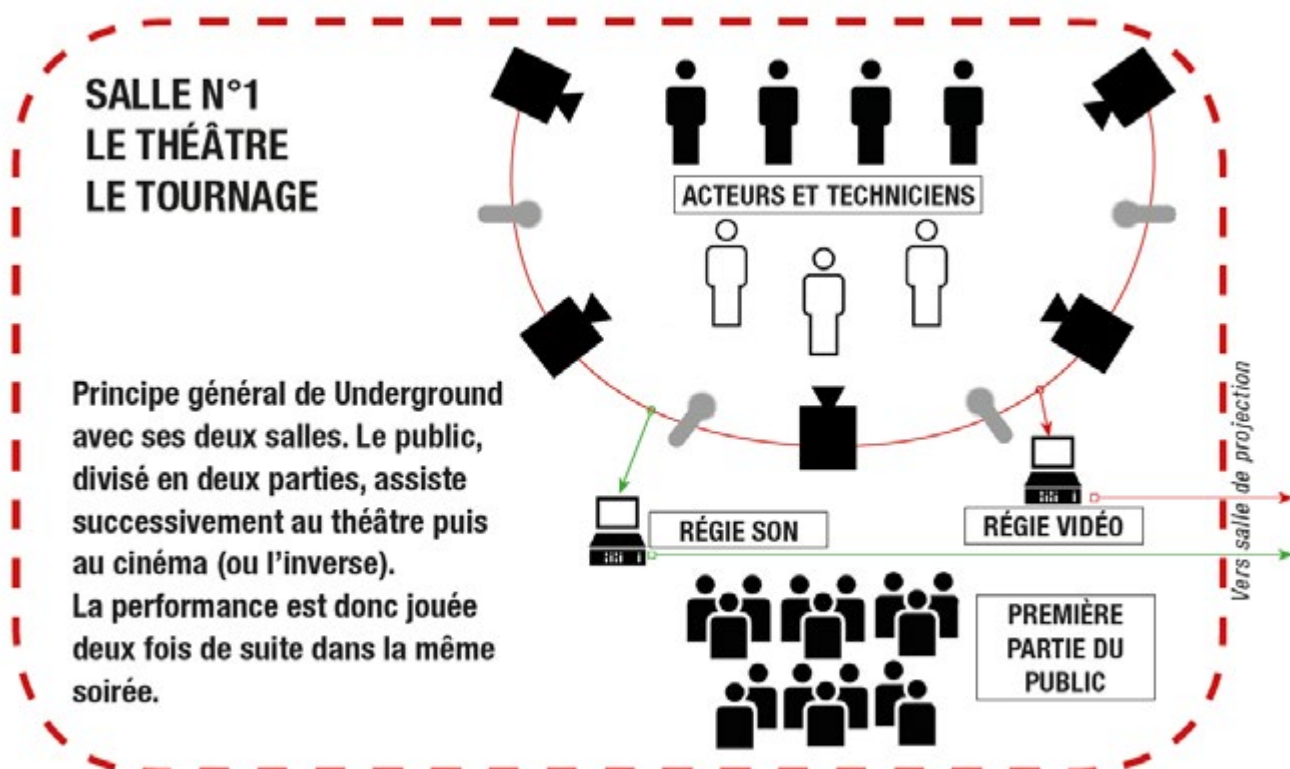 SALLE N°1
LE THÉÂTRE
LE TOURNAGE
ACTEURS ET TECHNICIENS
Principe général de Underground
avec ses deux salles. Le public,
divisé en deux parties, assiste
successivement au théâtre puis
au cinéma (ou l'inverse).
La performance est donc jouée
deux fois de suite dans la même
soirée.
RÉGIE SON
RÉGIE VIDÉO
Vers salle de projection
PREMIÈRE
PARTIE DU
PUBLIC